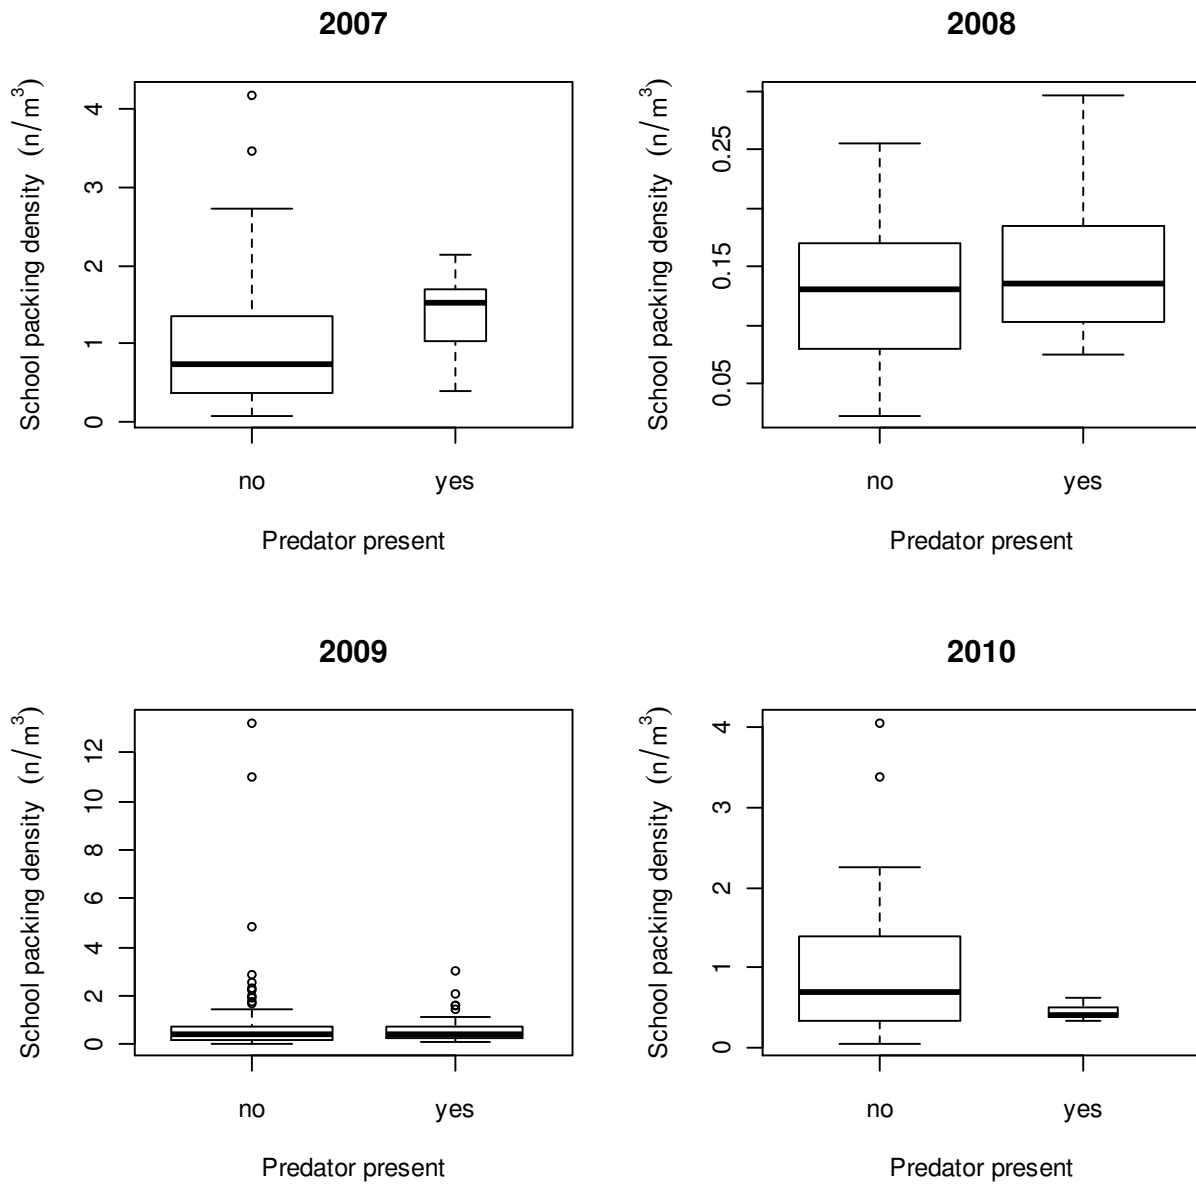 2007
School packing density (n/m³)
4
3
2
1
0
no yes
Predator present
2008
School packing density (n/m³)
0.25
0.15
0.05
no yes
Predator present
2009
School packing density (n/m³)
12
10
8
6
4
2
0
no yes
Predator present
2010
School packing density (n/m³)
4
3
2
1
0
no yes
Predator present